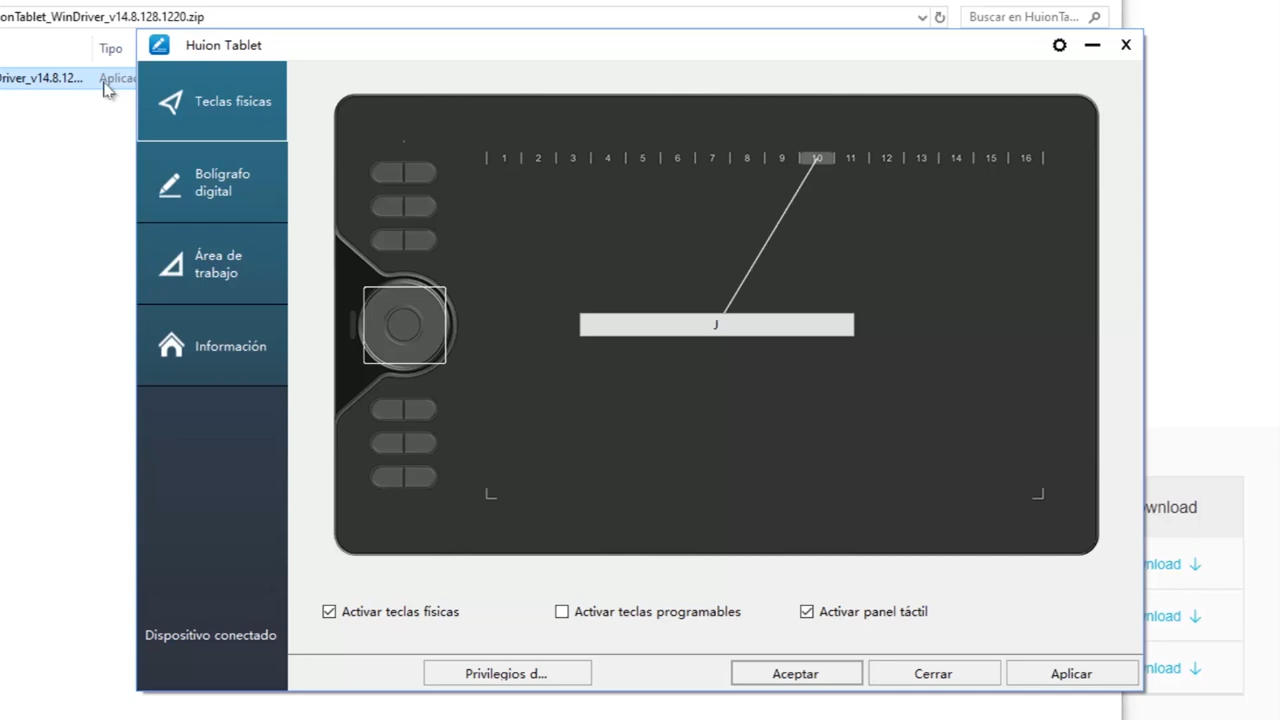 onTablet_WinDriver_v14.8.128.1220.zip
Buscar en HuionTa...
Tipo
Driver_v14.8.12...
Aplicac
Huion Tablet
Teclas físicas
Boligrafo
digital
Área de
trabajo
Información
Dispositivo conectado
1 2 3 4 5 6 7 8 9 10 11 12 13 14 15 16
J
Activar teclas físicas
Activar teclas programables
Activar panel táctil
Privilegios d...
Aceptar
Cerrar
Aplicar
wnload
nload
nload
nload